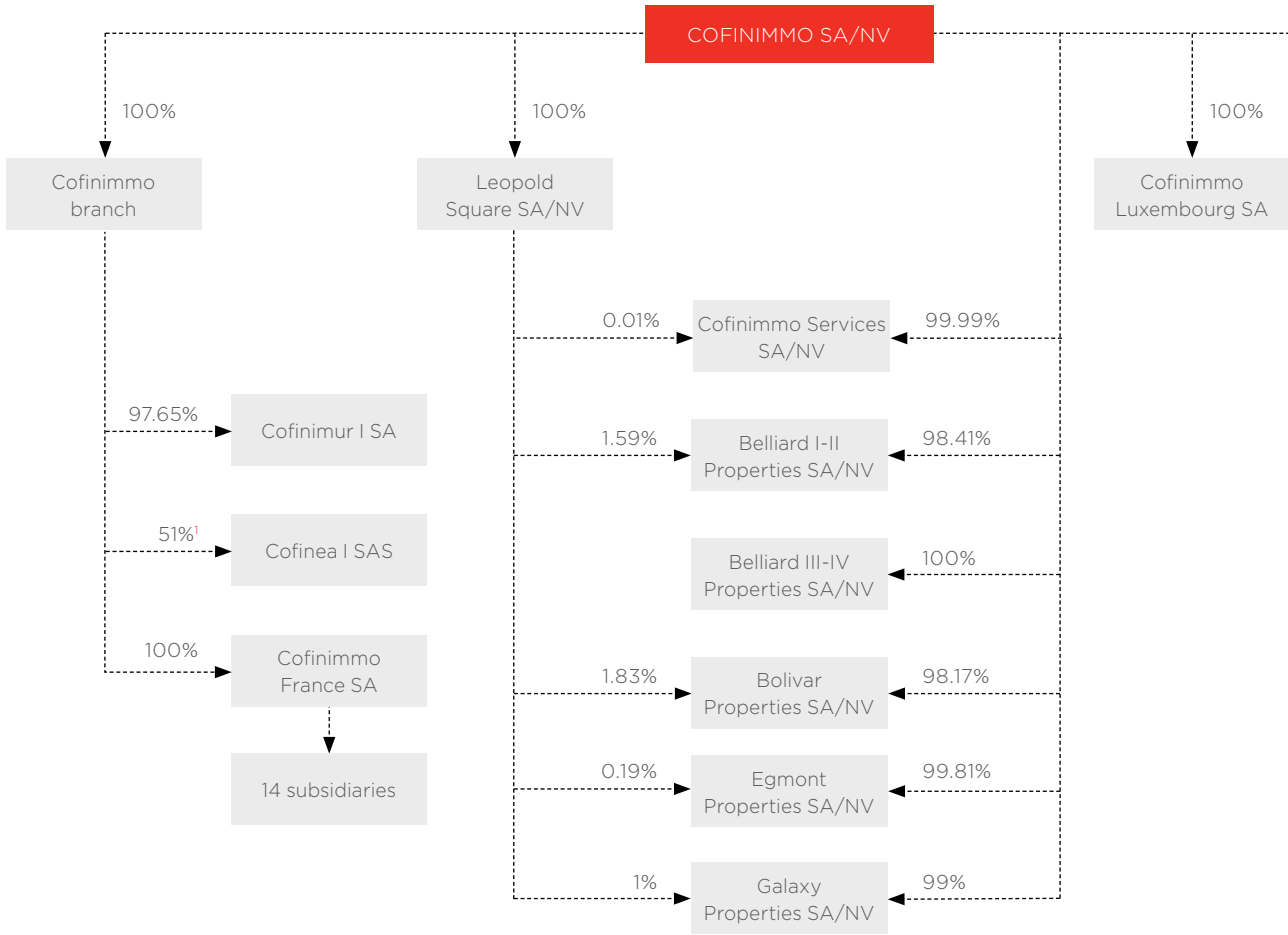 COFINIMMO SA/NV
100%
100%
100%
Cofinimmo
branch
Leopold
Square SA/NV
Cofinimmo
Luxembourg SA
0.01%
Cofinimmo Services
SA/NV
99.99%
97.65%
Cofinimur I SA
1.59%
Belliard I-II
Properties SA/NV
98.41%
51%¹
Cofinea I SAS
Belliard III-IV
Properties SA/NV
100%
100%
Cofinimmo
France SA
1.83%
Bolivar
Properties SA/NV
98.17%
14 subsidiaries
0.19%
Egmont
Properties SA/NV
99.81%
1%
Galaxy
Properties SA/NV
99%